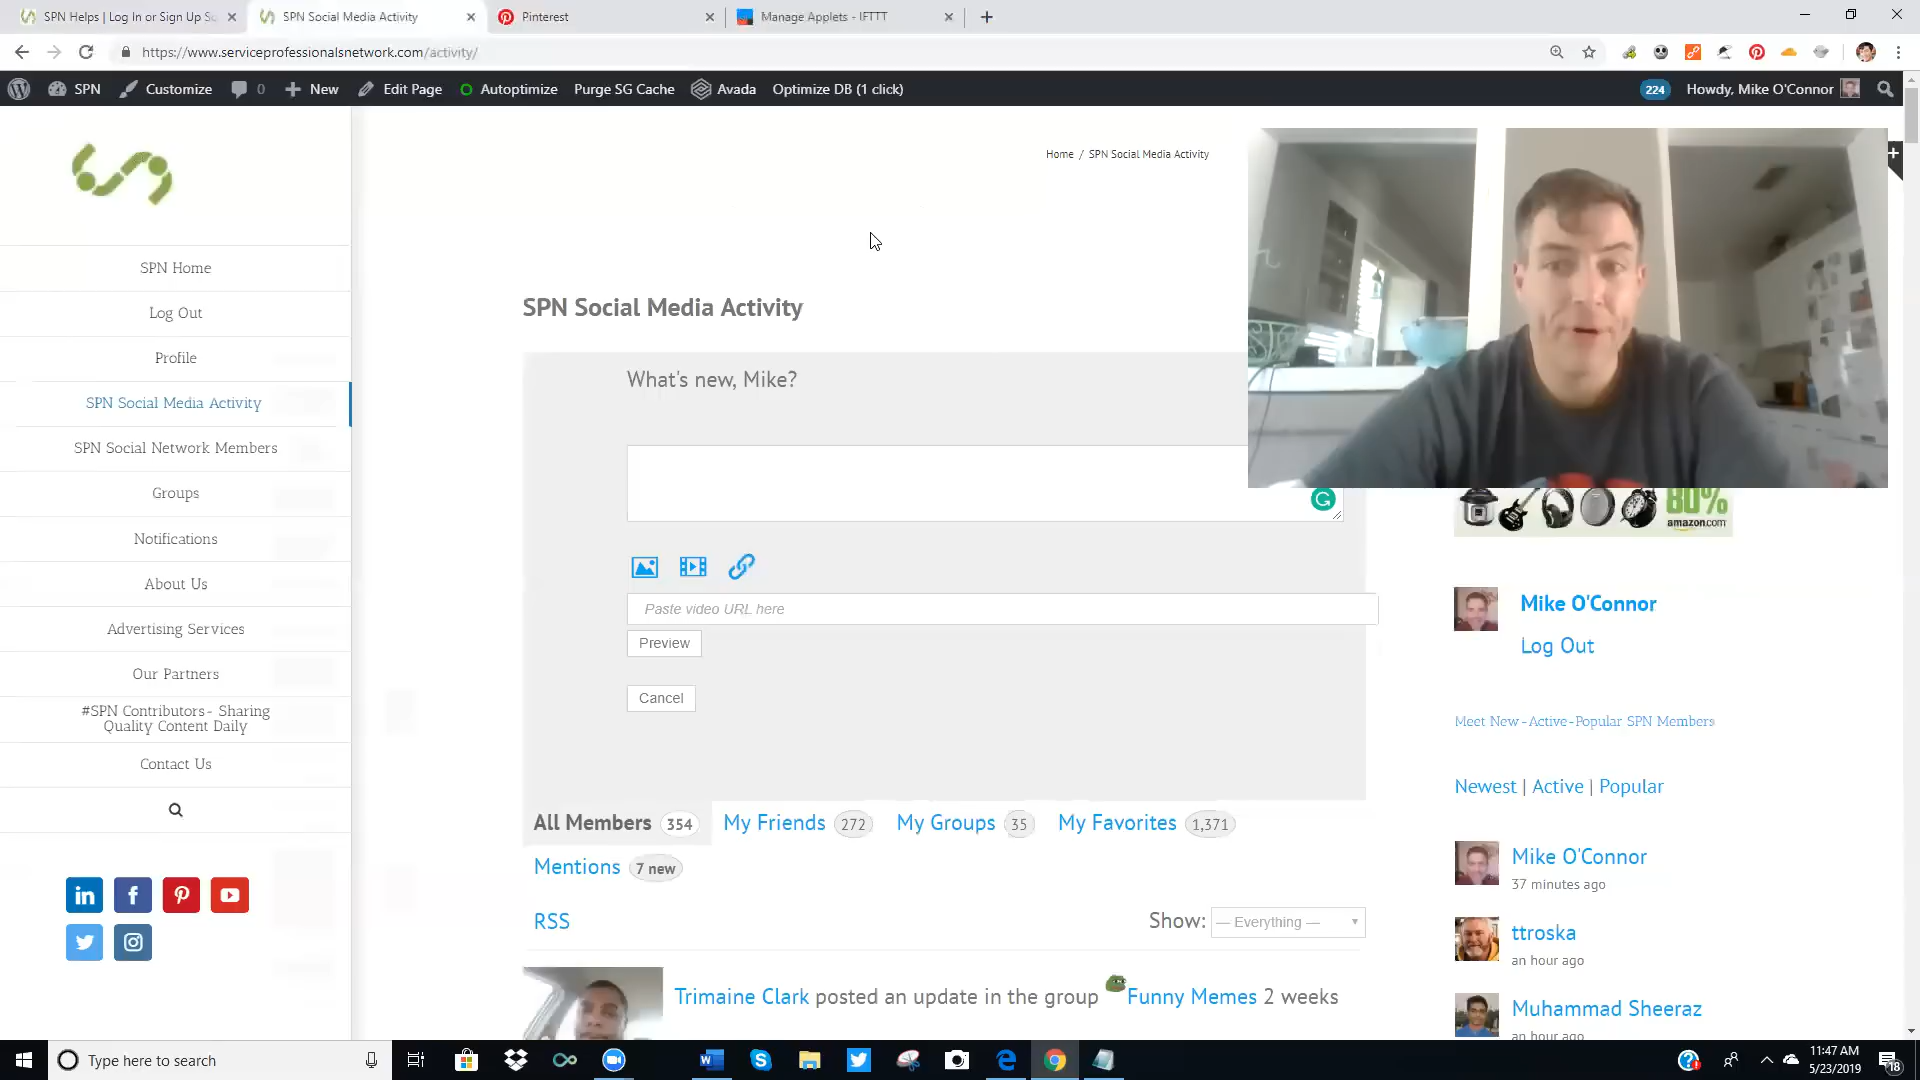 SPN Helps | Log In or Sign Up S
SPN Social Media Activity
Pinterest
Manage Applets - IFTTT
https://www.serviceprofessionalsnetwork.com/activity/
SPN
Customize
0
New
Edit Page
Autoptimize
Purge SG Cache
Avada
Optimize DB (1 click)
224
Howdy, Mike O'Connor
Home / SPN Social Media Activity
SPN Home
Log Out
Profile
SPN Social Media Activity
SPN Social Network Members
Groups
Notifications
About Us
Advertising Services
Our Partners
#SPN Contributors- Sharing
Quality Content Daily
Contact Us
SPN Social Media Activity
What's new, Mike?
Paste video URL here
Preview
Cancel
All Members 354
My Friends 272
My Groups 35
My Favorites 1,371
Mentions 7 new
RSS
Show: — Everything —
Trimaine Clark posted an update in the group Funny Memes 2 weeks
80%
amazon.com
Mike O'Connor
Log Out
Meet New-Active-Popular SPN Members
Newest | Active | Popular
Mike O'Connor
37 minutes ago
ttroska
an hour ago
Muhammad Sheeraz
an hour ago
Type here to search
11:47 AM
5/23/2019
18